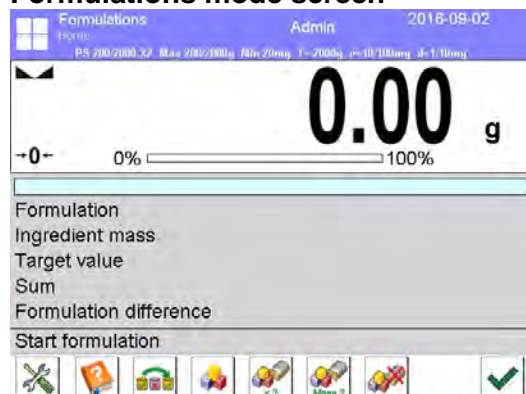 Formulations mode screen
Formulations Admin 2016-09-02
Home
PS 200/2000.X2 Max 200/2000g Min 20mg T=-2000g e=10/100mg d=1/10mg
0.00 g
→0← 0% 100%
Formulation
Ingredient mass
Target value
Sum
Formulation difference
Start formulation
x ?
Mass ?